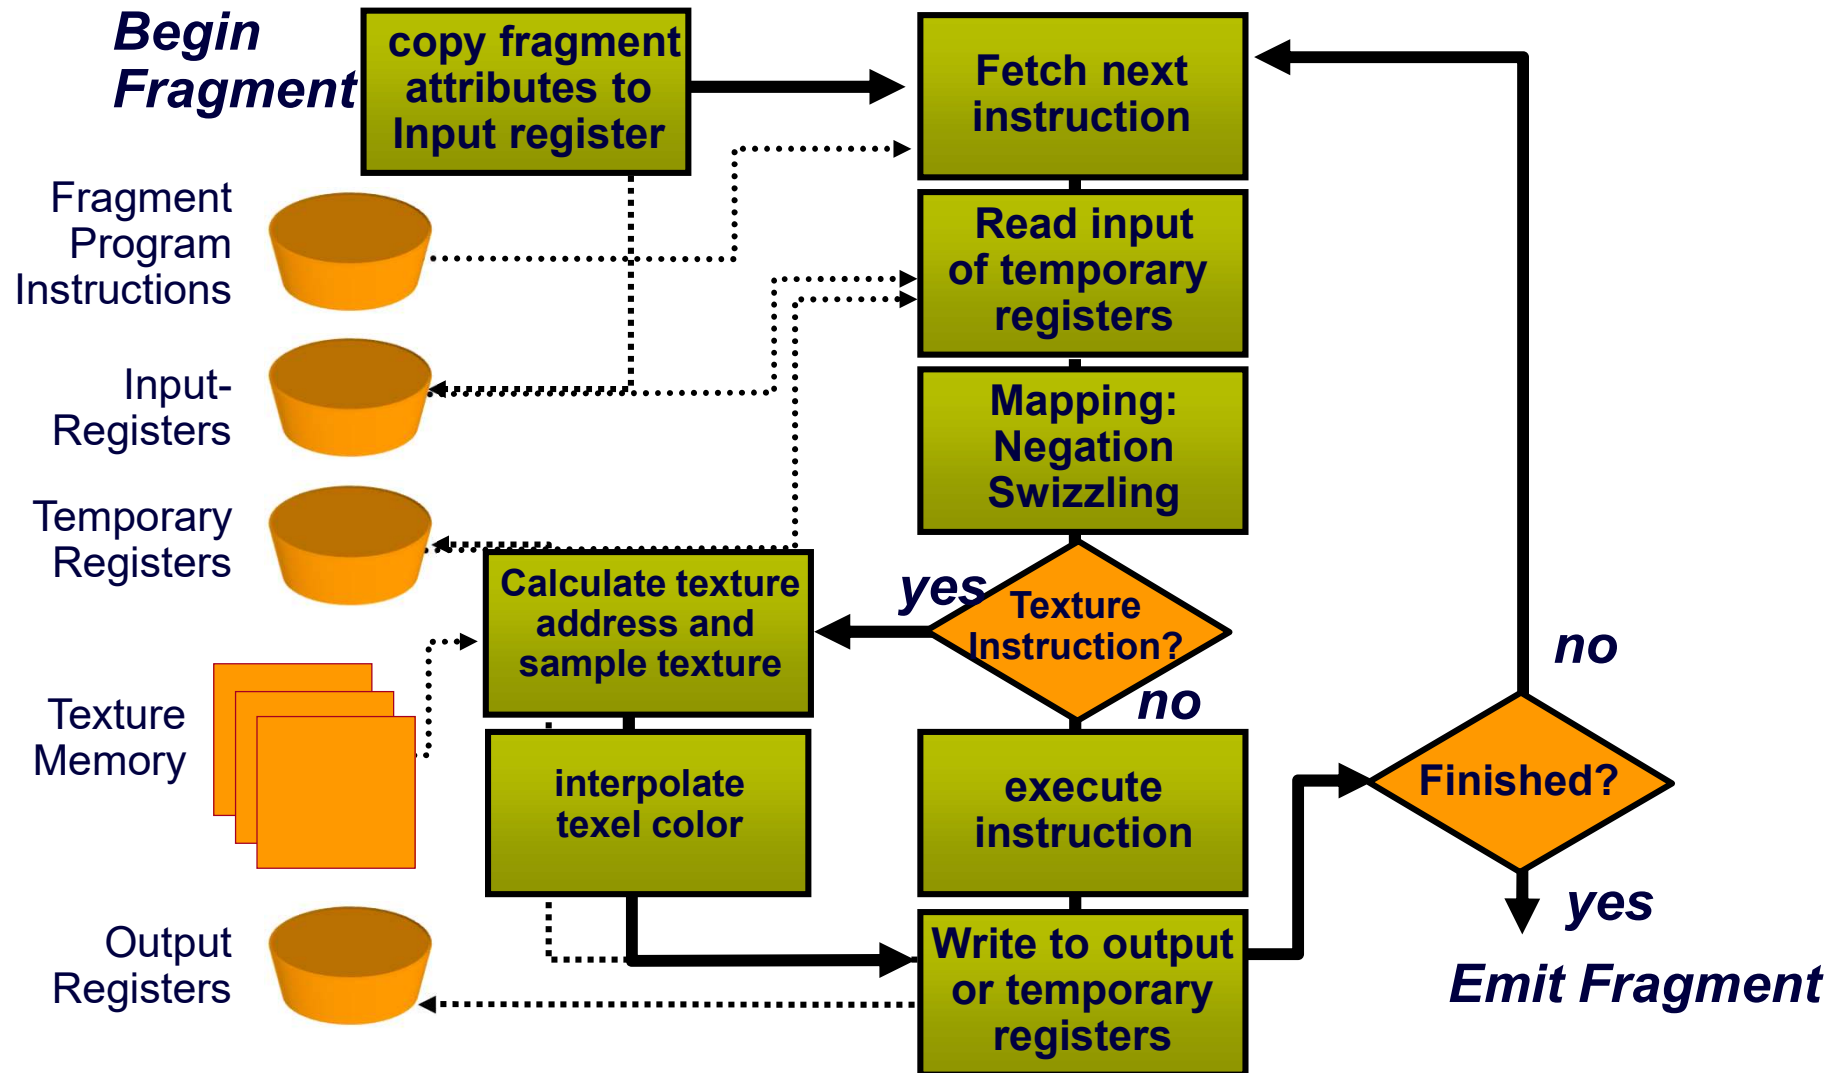 Begin
Fragment
copy fragment
attributes to
Input register
Fetch next
instruction
Fragment
Program
Instructions
Read input
of temporary
registers
Input-
Registers
Mapping:
Negation
Swizzling
Temporary
Registers
Calculate texture
address and
sample texture
yes
Texture
Instruction?
no
no
Texture
Memory
interpolate
texel color
execute
instruction
Finished?
yes
Output
Registers
Write to output
or temporary
registers
Emit Fragment